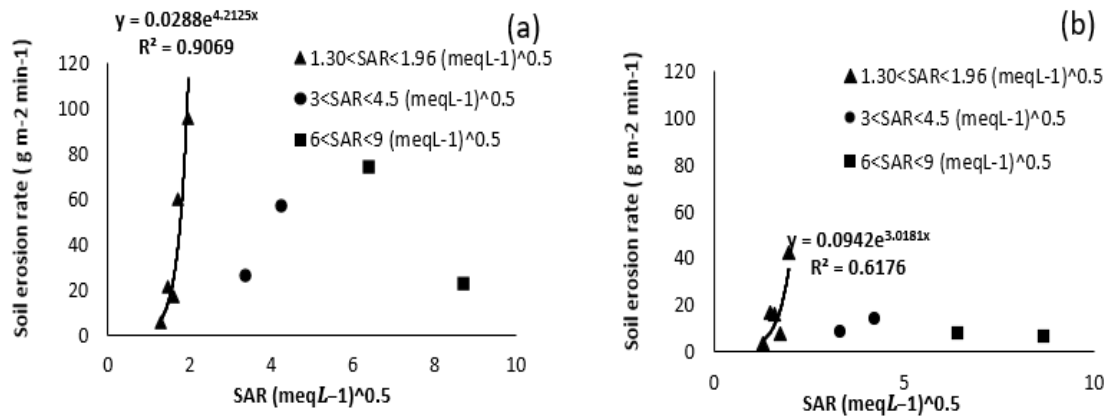 y = 0.0288e^4.2125x
R² = 0.9069
(a)
1.30<SAR<1.96 (meqL-1)^0.5
3<SAR<4.5 (meqL-1)^0.5
6<SAR<9 (meqL-1)^0.5
Soil erosion rate ( g m-2 min-1)
120
100
80
60
40
20
0
0 2 4 6 8 10
SAR (meqL–1)^0.5
(b)
1.30<SAR<1.96 (meqL-1)^0.5
3<SAR<4.5 (meqL-1)^0.5
6<SAR<9 (meqL-1)^0.5
y = 0.0942e^3.0181x
R² = 0.6176
Soil erosion rate ( g m-2 min-1)
120
100
80
60
40
20
0
0 5 10
SAR (meqL–1)^0.5